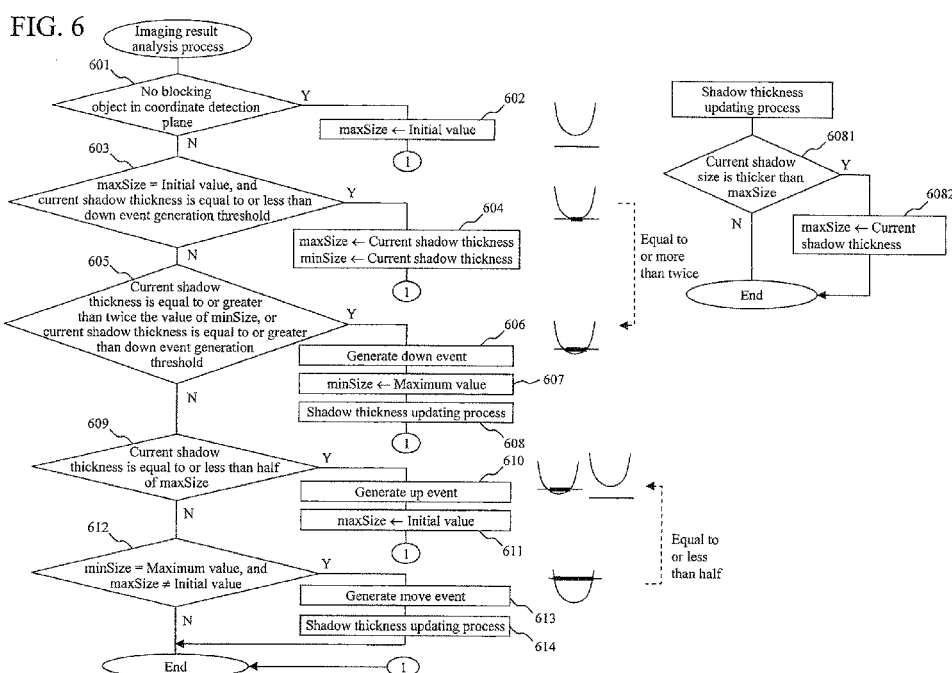 FIG. 6
Imaging result
analysis process
601
No blocking
object in coordinate detection
plane
Y
N
602
maxSize ← Initial value
1
603
maxSize = Initial value, and
current shadow thickness is equal to or less than
down event generation
threshold
Y
N
604
maxSize ← Current shadow thickness
minSize ← Current shadow thickness
1
605
Current shadow
thickness is equal to or greater
than twice the value of minSize, or
current shadow thickness is equal to or greater
than down event generation
threshold
Y
N
606
Generate down event
minSize ← Maximum value
607
Shadow thickness updating process
608
1
609
Current shadow
thickness is equal to or less than half
of maxSize
Y
N
610
Generate up event
maxSize ← Initial value
611
1
612
minSize = Maximum value, and
maxSize ≠ Initial value
Y
N
Generate move event
613
Shadow thickness updating process
614
End
1
Equal to
or more
than twice
Equal to
or less
than half
Shadow thickness
updating process
6081
Current shadow
size is thicker than
maxSize
Y
N
6082
maxSize ← Current
shadow thickness
End